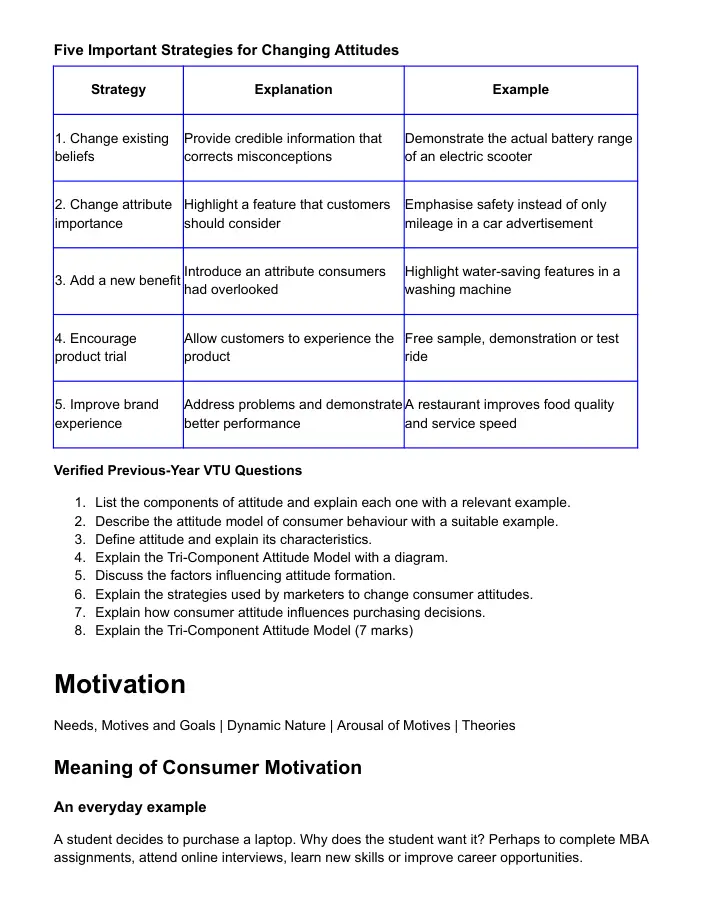 Five Important Strategies for Changing Attitudes
Strategy Explanation Example
1. Change existing beliefs Provide credible information that corrects misconceptions Demonstrate the actual battery range of an electric scooter
2. Change attribute importance Highlight a feature that customers should consider Emphasise safety instead of only mileage in a car advertisement
3. Add a new benefit Introduce an attribute consumers had overlooked Highlight water-saving features in a washing machine
4. Encourage product trial Allow customers to experience the product Free sample, demonstration or test ride
5. Improve brand experience Address problems and demonstrate better performance A restaurant improves food quality and service speed
Verified Previous-Year VTU Questions
1. List the components of attitude and explain each one with a relevant example.
2. Describe the attitude model of consumer behaviour with a suitable example.
3. Define attitude and explain its characteristics.
4. Explain the Tri-Component Attitude Model with a diagram.
5. Discuss the factors influencing attitude formation.
6. Explain the strategies used by marketers to change consumer attitudes.
7. Explain how consumer attitude influences purchasing decisions.
8. Explain the Tri-Component Attitude Model (7 marks)
Motivation
Needs, Motives and Goals | Dynamic Nature | Arousal of Motives | Theories
Meaning of Consumer Motivation
An everyday example
A student decides to purchase a laptop. Why does the student want it? Perhaps to complete MBA
assignments, attend online interviews, learn new skills or improve career opportunities.